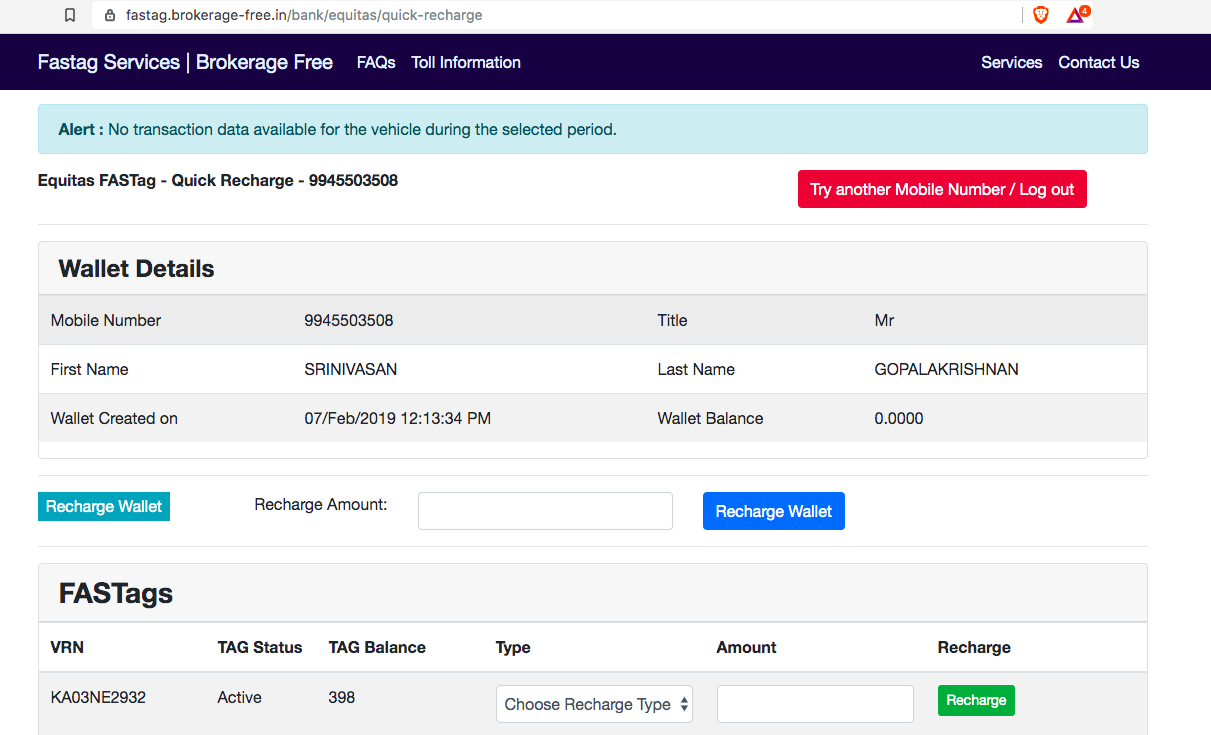 fastag.brokerage-free.in/bank/equitas/quick-recharge 4
Fastag Services | Brokerage Free FAQs Toll Information Services Contact Us
Alert : No transaction data available for the vehicle during the selected period.
Equitas FASTag - Quick Recharge - 9945503508 Try another Mobile Number / Log out
Wallet Details
Mobile Number 9945503508 Title Mr
First Name SRINIVASAN Last Name GOPALAKRISHNAN
Wallet Created on 07/Feb/2019 12:13:34 PM Wallet Balance 0.0000
Recharge Wallet Recharge Amount: Recharge Wallet
FASTags
VRN TAG Status TAG Balance Type Amount Recharge
KA03NE2932 Active 398 Choose Recharge Type Recharge